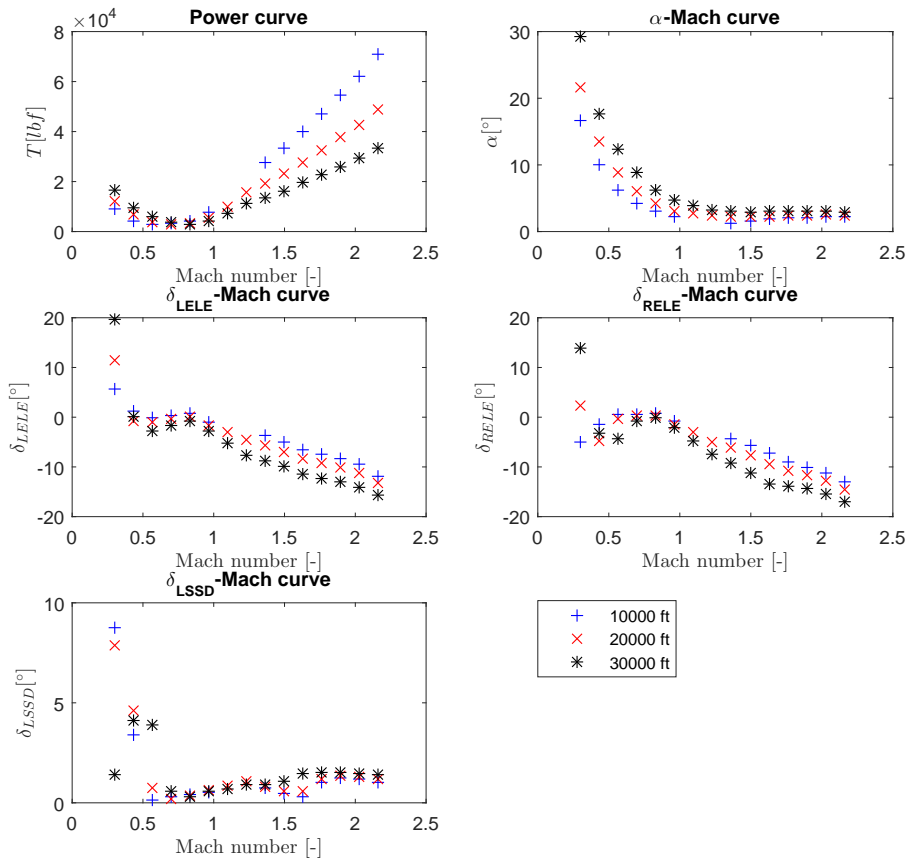 Power curve
×10⁴
T[lbf]
8
6
4
2
0
0 0.5 1 1.5 2 2.5
Mach number [-]
α-Mach curve
α[°]
30
20
10
0
0 0.5 1 1.5 2 2.5
Mach number [-]
δLELE-Mach curve
δLELE[°]
20
10
0
-10
-20
0 0.5 1 1.5 2 2.5
Mach number [-]
δRELE-Mach curve
δRELE[°]
20
10
0
-10
-20
0 0.5 1 1.5 2 2.5
Mach number [-]
δLSSD-Mach curve
δLSSD[°]
10
5
0
0 0.5 1 1.5 2 2.5
Mach number [-]
10000 ft
20000 ft
30000 ft